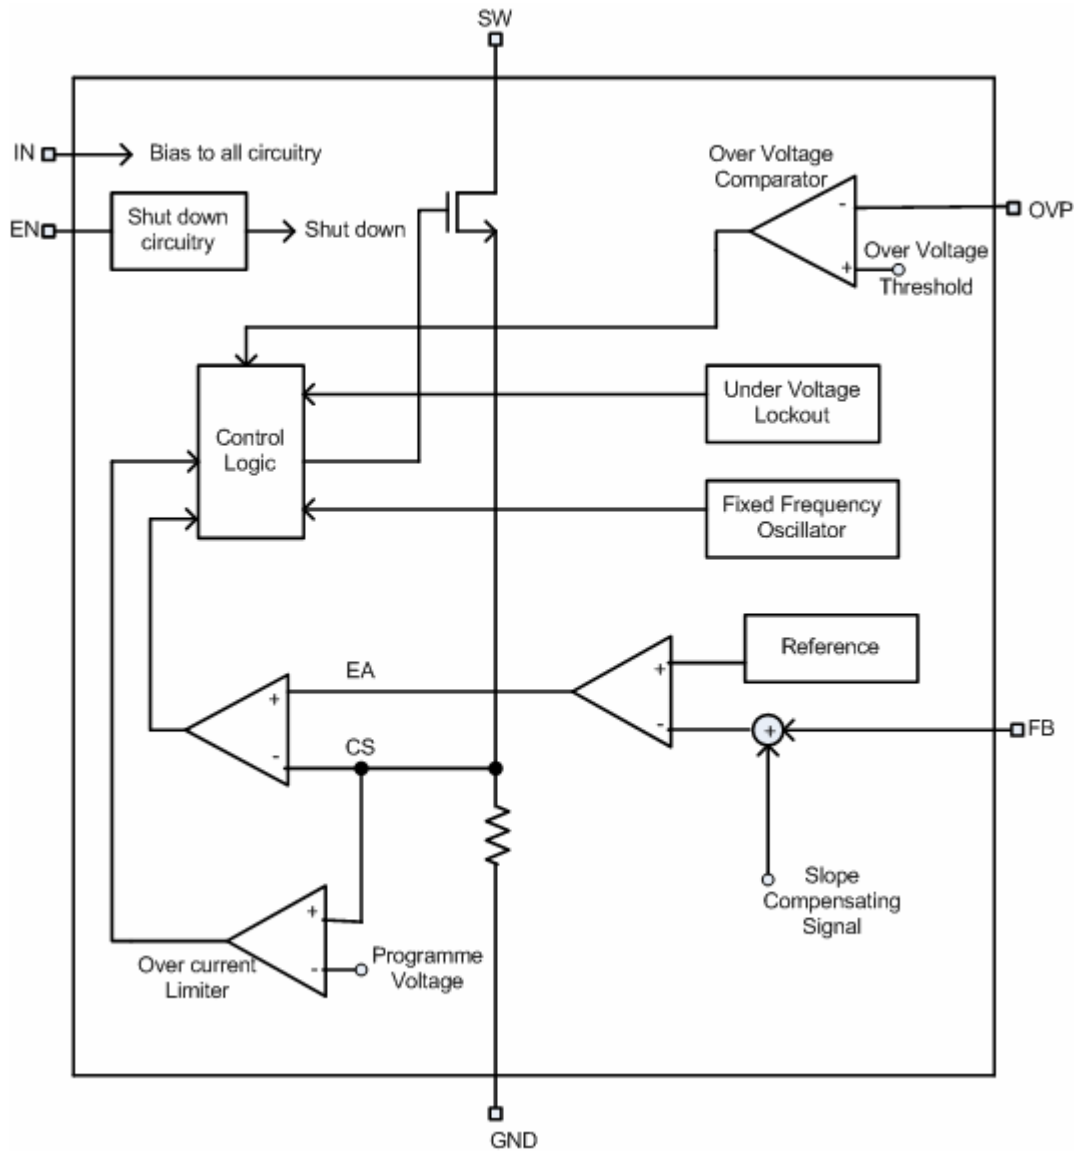 SW
IN
Bias to all circuitry
EN
Shut down
circuitry
Shut down
Over Voltage
Comparator
-
+
OVP
Over Voltage
Threshold
Control
Logic
Under Voltage
Lockout
Fixed Frequency
Oscillator
Reference
EA
+
-
CS
+
-
+
FB
Slope
Compensating
Signal
+
-
Over current
Limiter
Programme
Voltage
GND